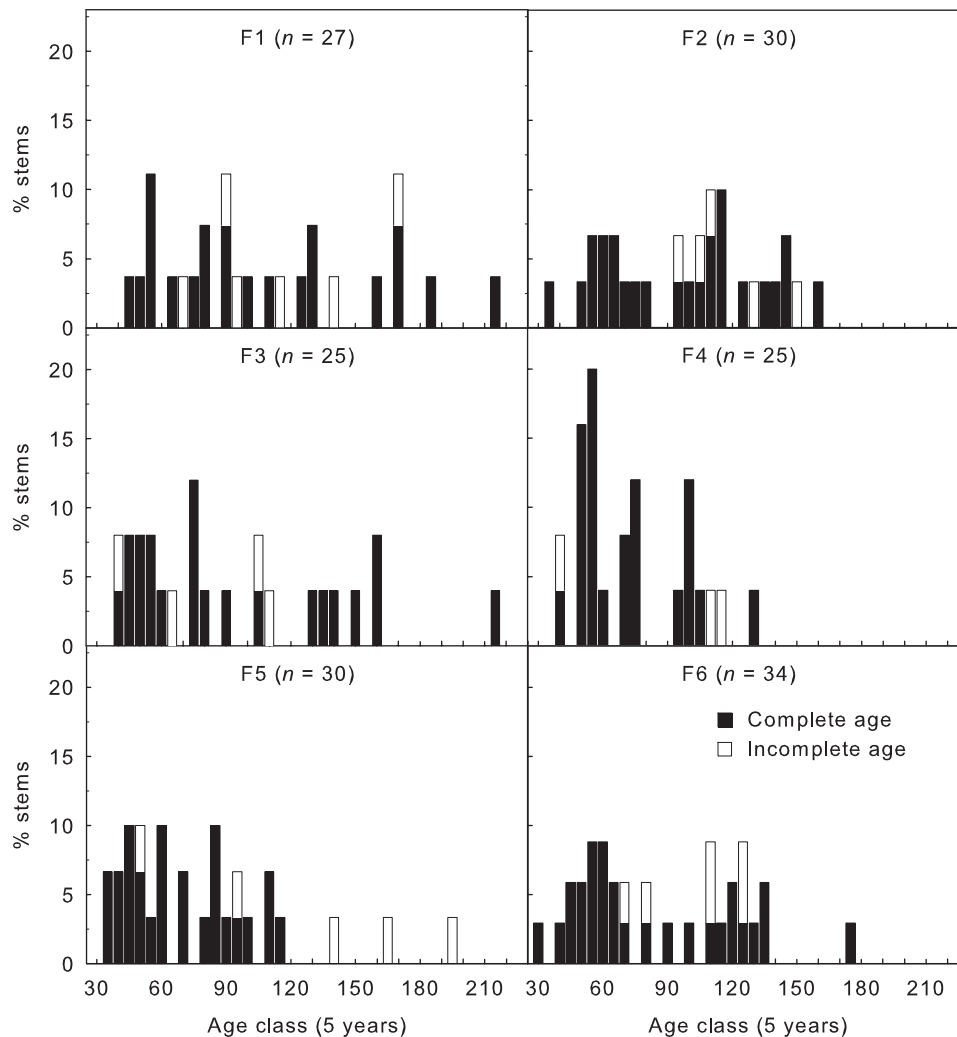 F1 (n = 27)
F2 (n = 30)
20
15
10
5
0
% stems
F3 (n = 25)
F4 (n = 25)
20
15
10
5
0
% stems
F5 (n = 30)
F6 (n = 34)
Complete age
Incomplete age
20
15
10
5
0
% stems
30 60 90 120 150 180 210
30 60 90 120 150 180 210
Age class (5 years)
Age class (5 years)